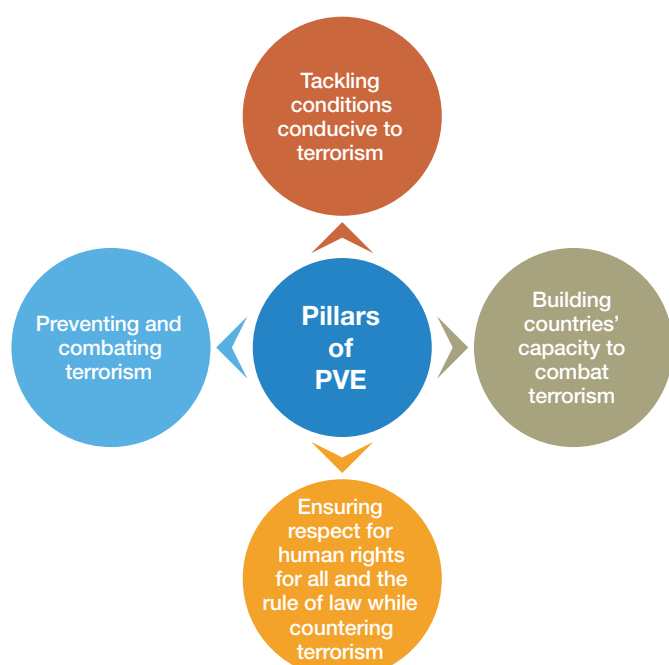 Tackling
conditions
conducive to
terrorism
Preventing and
combating
terrorism
Pillars
of
PVE
Building
countries’
capacity to
combat
terrorism
Ensuring
respect for
human rights
for all and the
rule of law while
countering
terrorism